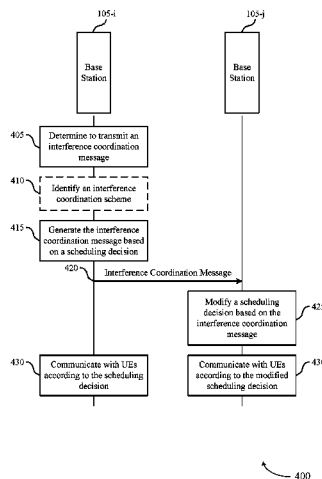 105-i
105-j
Base
Station
Base
Station
405
Determine to transmit an
interference coordination
message
410
Identify an interference
coordination scheme
415
Generate the interference
coordination message based
on a scheduling decision
420
Interference Coordination Message
Modify a scheduling
decision based on the
interference coordination
message
425
430
Communicate with UEs
according to the scheduling
decision
Communicate with UEs
according to the modified
scheduling decision
430
400